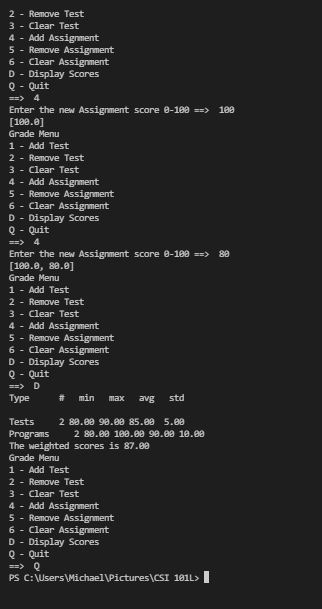 2 - Remove Test
3 - Clear Test
4 - Add Assignment
5 - Remove Assignment
6 - Clear Assignment
D - Display Scores
Q - Quit
==>  4
Enter the new Assignment score 0-100 ==>  100
[100.0]
Grade Menu
1 - Add Test
2 - Remove Test
3 - Clear Test
4 - Add Assignment
5 - Remove Assignment
6 - Clear Assignment
D - Display Scores
Q - Quit
==>  4
Enter the new Assignment score 0-100 ==>  80
[100.0, 80.0]
Grade Menu
1 - Add Test
2 - Remove Test
3 - Clear Test
4 - Add Assignment
5 - Remove Assignment
6 - Clear Assignment
D - Display Scores
Q - Quit
==>  D
Type      #   min   max   avg   std
Tests     2 80.00 90.00 85.00  5.00
Programs     2 80.00 100.00 90.00 10.00
The weighted scores is 87.00
Grade Menu
1 - Add Test
2 - Remove Test
3 - Clear Test
4 - Add Assignment
5 - Remove Assignment
6 - Clear Assignment
D - Display Scores
Q - Quit
==>  Q
PS C:\Users\Michael\Pictures\CSI 101L>